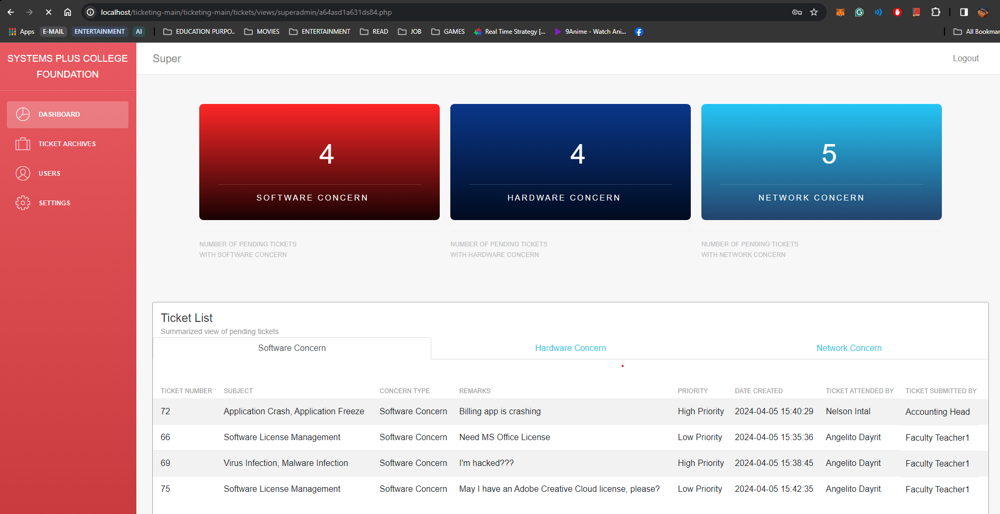 localhost/ticketing-main/ticketing-main/tickets/views/superadmin/a64asd1a631ds84.php
Apps E-MAIL ENTERTAINMENT AI EDUCATION PURPO... MOVIES ENTERTAINMENT READ JOB GAMES Real Time Strategy [... 9Anime - Watch Ani... All Bookmar
SYSTEMS PLUS COLLEGE
FOUNDATION
Super
Logout
DASHBOARD
TICKET ARCHIVES
USERS
SETTINGS
4
SOFTWARE CONCERN
NUMBER OF PENDING TICKETS
WITH SOFTWARE CONCERN
4
HARDWARE CONCERN
NUMBER OF PENDING TICKETS
WITH HARDWARE CONCERN
5
NETWORK CONCERN
NUMBER OF PENDING TICKETS
WITH NETWORK CONCERN
Ticket List
Summarized view of pending tickets
Software Concern Hardware Concern Network Concern
TICKET NUMBER SUBJECT CONCERN TYPE REMARKS PRIORITY DATE CREATED TICKET ATTENDED BY TICKET SUBMITTED BY
72 Application Crash, Application Freeze Software Concern Billing app is crashing High Priority 2024-04-05 15:40:29 Nelson Intal Accounting Head
66 Software License Management Software Concern Need MS Office License Low Priority 2024-04-05 15:35:36 Angelito Dayrit Faculty Teacher1
69 Virus Infection, Malware Infection Software Concern I'm hacked??? High Priority 2024-04-05 15:38:45 Angelito Dayrit Faculty Teacher1
75 Software License Management Software Concern May I have an Adobe Creative Cloud license, please? Low Priority 2024-04-05 15:42:35 Angelito Dayrit Faculty Teacher1